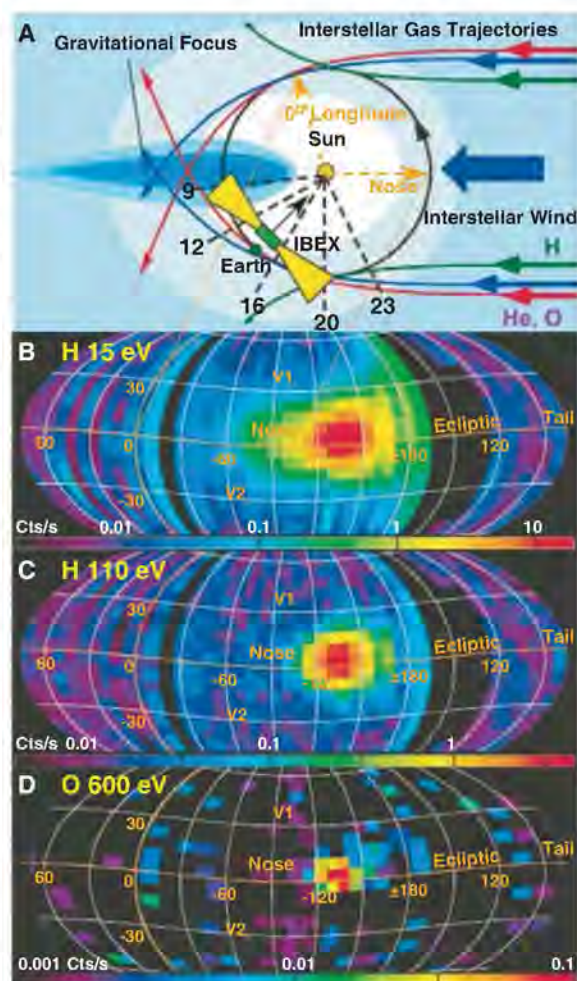 A
Gravitational Focus
Interstellar Gas Trajectories
0° Longitude
Sun
Nose
9
Interstellar Wind
12
IBEX
H
Earth
16
23
20
He, O
B H 15 eV
30
V1
Nose
Ecliptic
Tail
60
0
-60
±180
120
-30
V2
Cts/s 0.01 0.1 1 10
C H 110 eV
30
V1
Nose
Ecliptic
Tail
60
0
-60
±180
120
-30
V2
Cts/s 0.01 0.1 1
D O 600 eV
30
V1
Nose
Ecliptic
Tail
60
0
-60
-120
±180
120
-30
V2
0.001 Cts/s 0.01 0.1